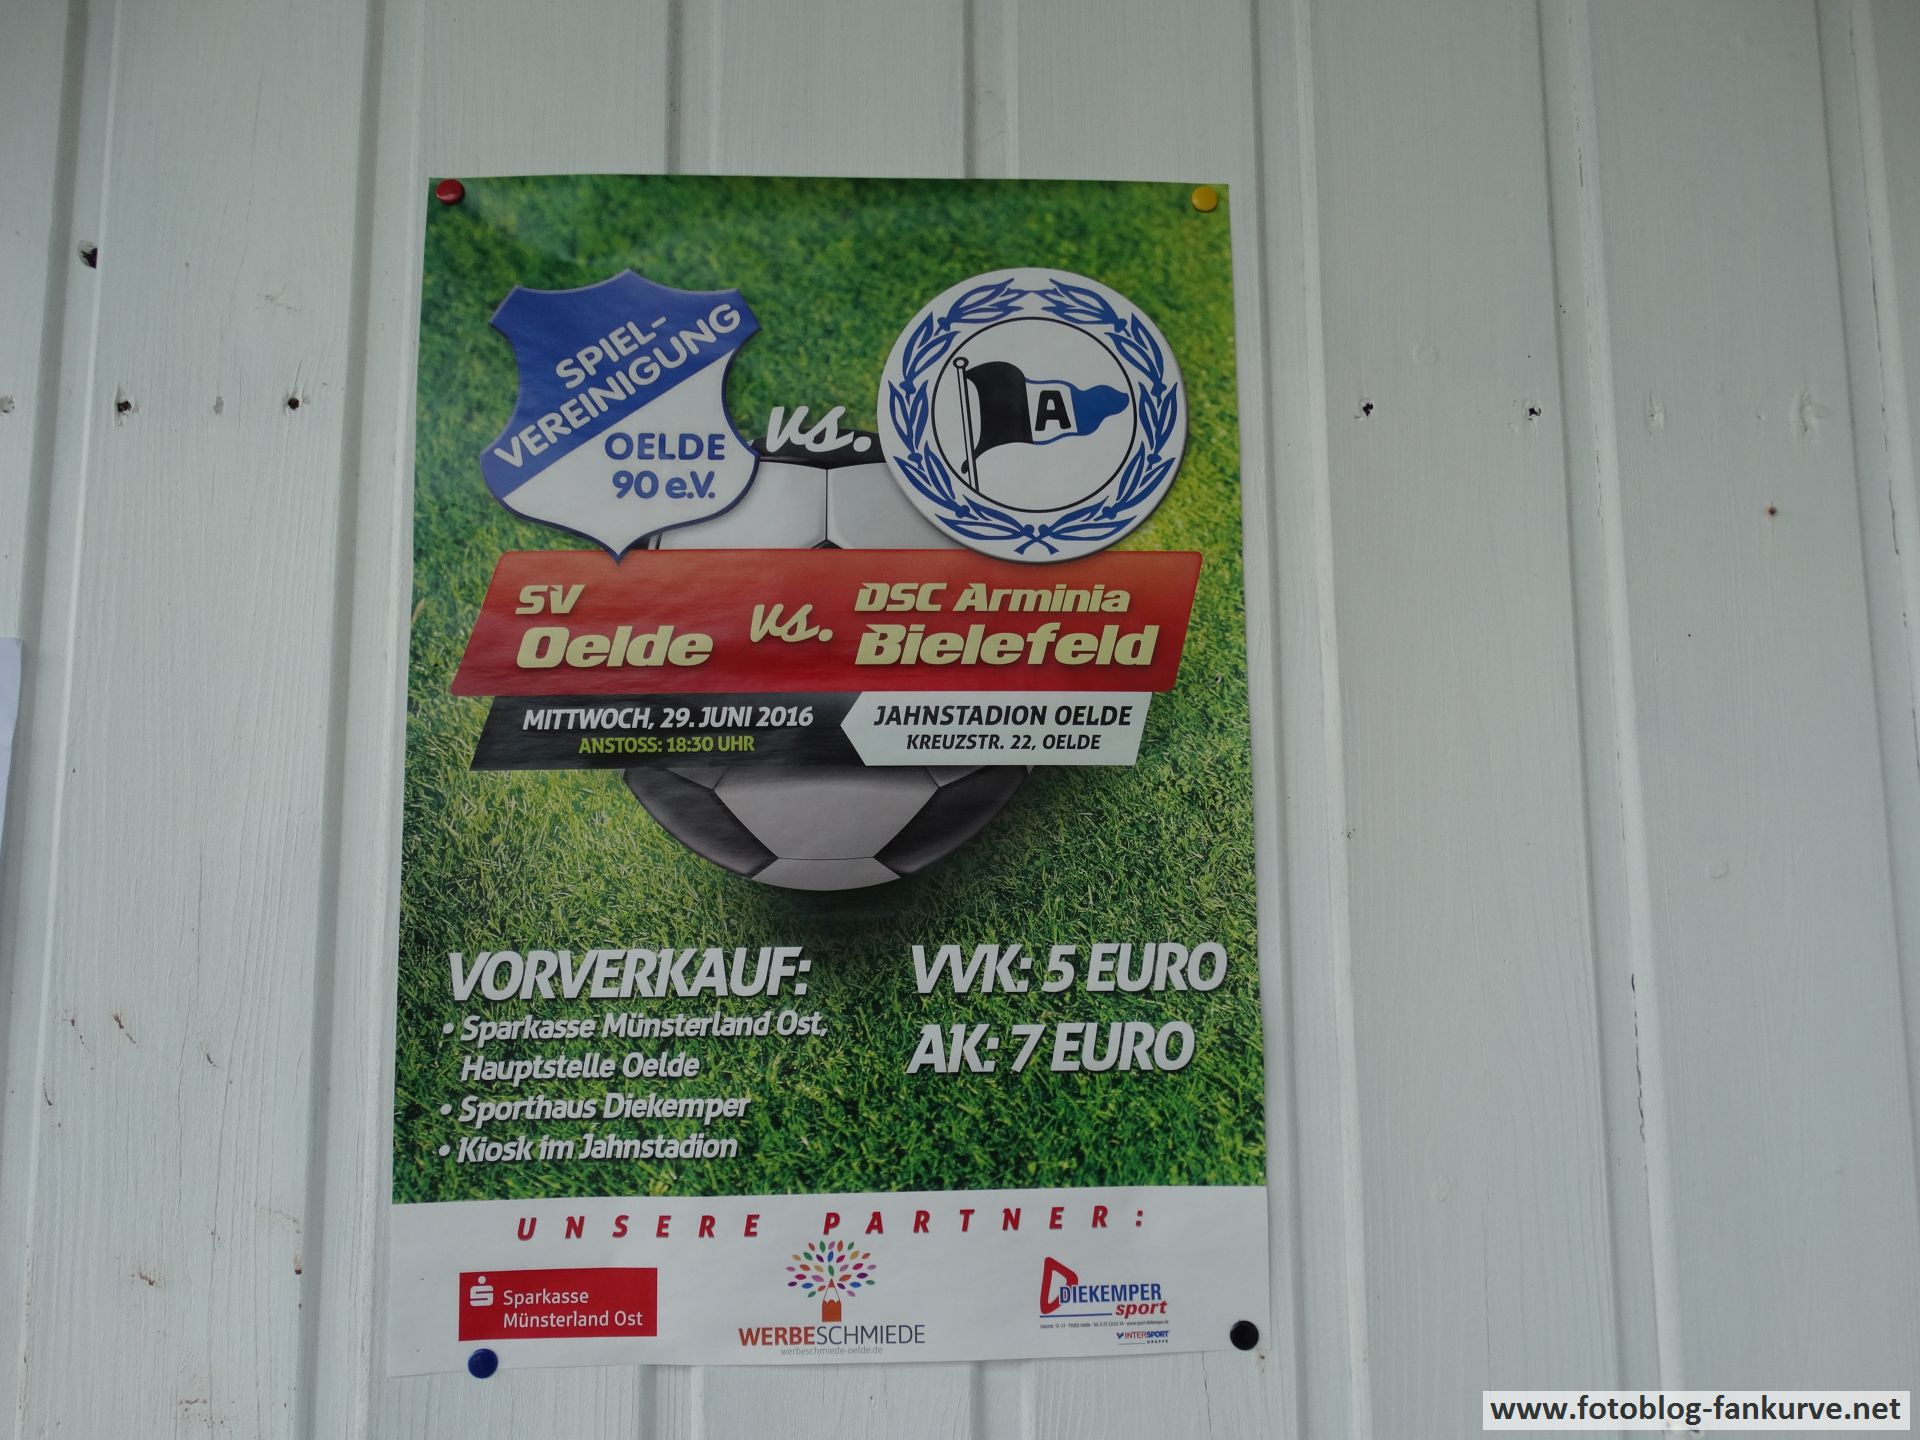 SPIEL-
VEREINIGUNG
OELDE
90 e.V.
vs.
A
SV
Oelde
vs.
DSC Arminia
Bielefeld
MITTWOCH, 29. JUNI 2016
ANSTOSS: 18:30 UHR
JAHNSTADION OELDE
KREUZSTR. 22, OELDE
VORVERKAUF:
• Sparkasse Münsterland Ost,
Hauptstelle Oelde
• Sporthaus Diekemper
• Kiosk im Jahnstadion
VVK: 5 EURO
AK: 7 EURO
UNSERE PARTNER:
Sparkasse
Münsterland Ost
WERBESCHMIEDE
werbeschmiede-oelde.de
DIEKEMPER
sport
INTERSPORT
www.fotoblog-fankurve.net